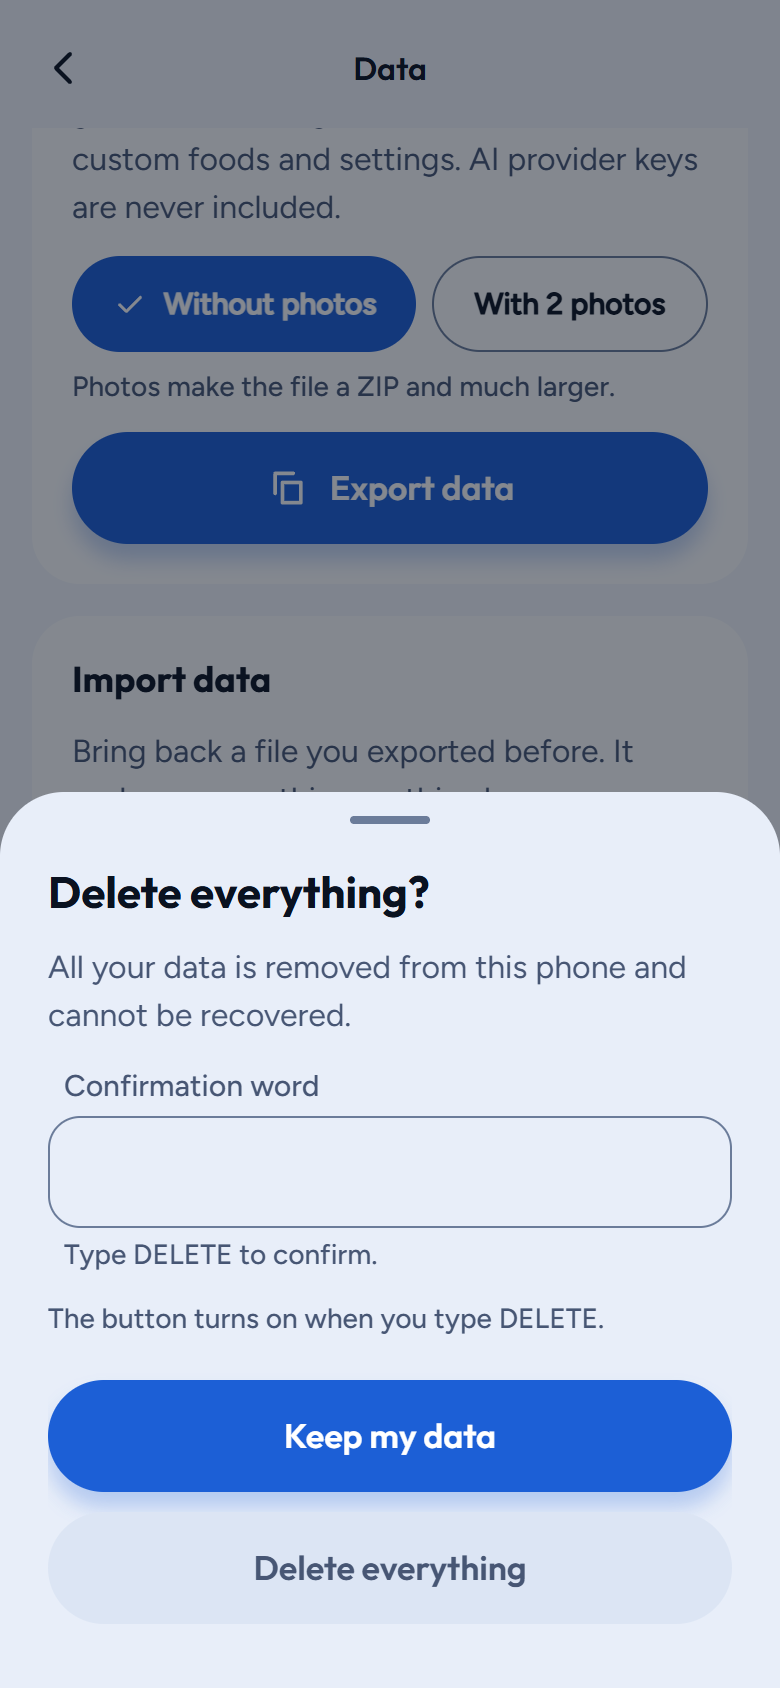 Data
custom foods and settings. AI provider keys
are never included.
Without photos
With 2 photos
Photos make the file a ZIP and much larger.
Export data
Import data
Bring back a file you exported before. It
Delete everything?
All your data is removed from this phone and
cannot be recovered.
Confirmation word
Type DELETE to confirm.
The button turns on when you type DELETE.
Keep my data
Delete everything